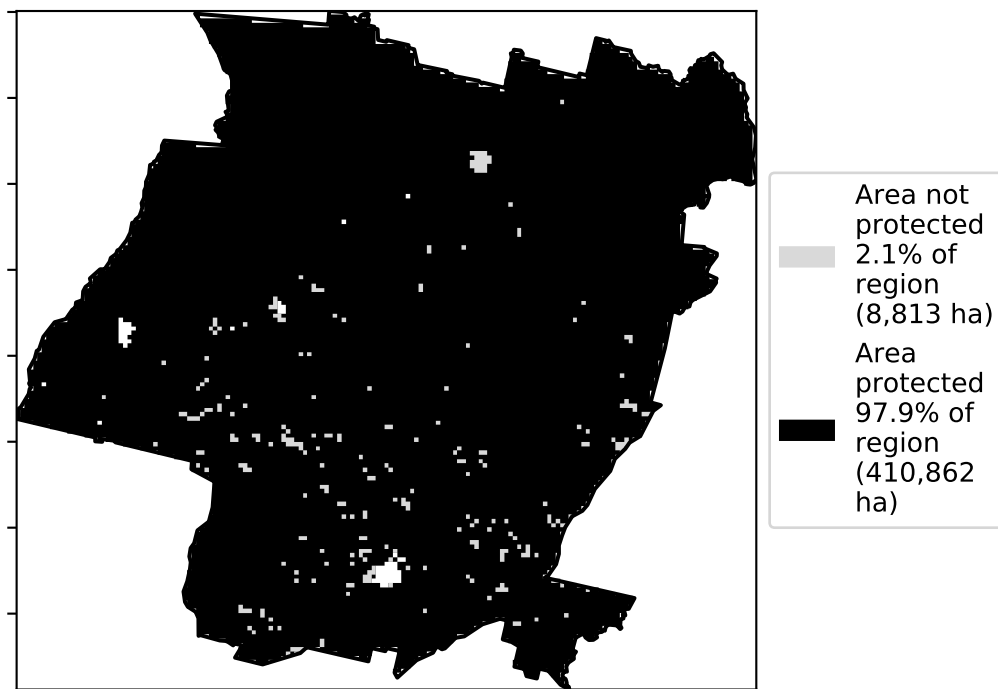 Area not
protected
2.1% of
region
(8,813 ha)
Area
protected
97.9% of
region
(410,862
ha)